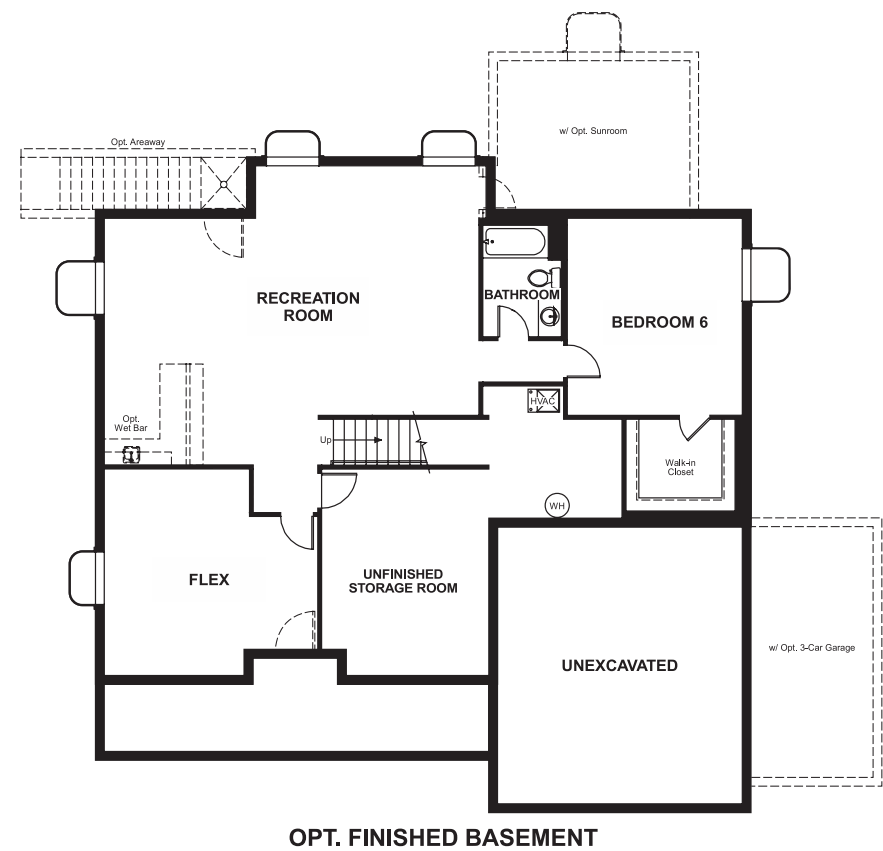 w/ Opt. Sunroom
Opt. Areaway
RECREATION
ROOM
BATHROOM
BEDROOM 6
HVAC
Opt.
Wet Bar
Up
Walk-in
Closet
WH
FLEX
UNFINISHED
STORAGE ROOM
UNEXCAVATED
w/ Opt. 3-Car Garage
OPT. FINISHED BASEMENT